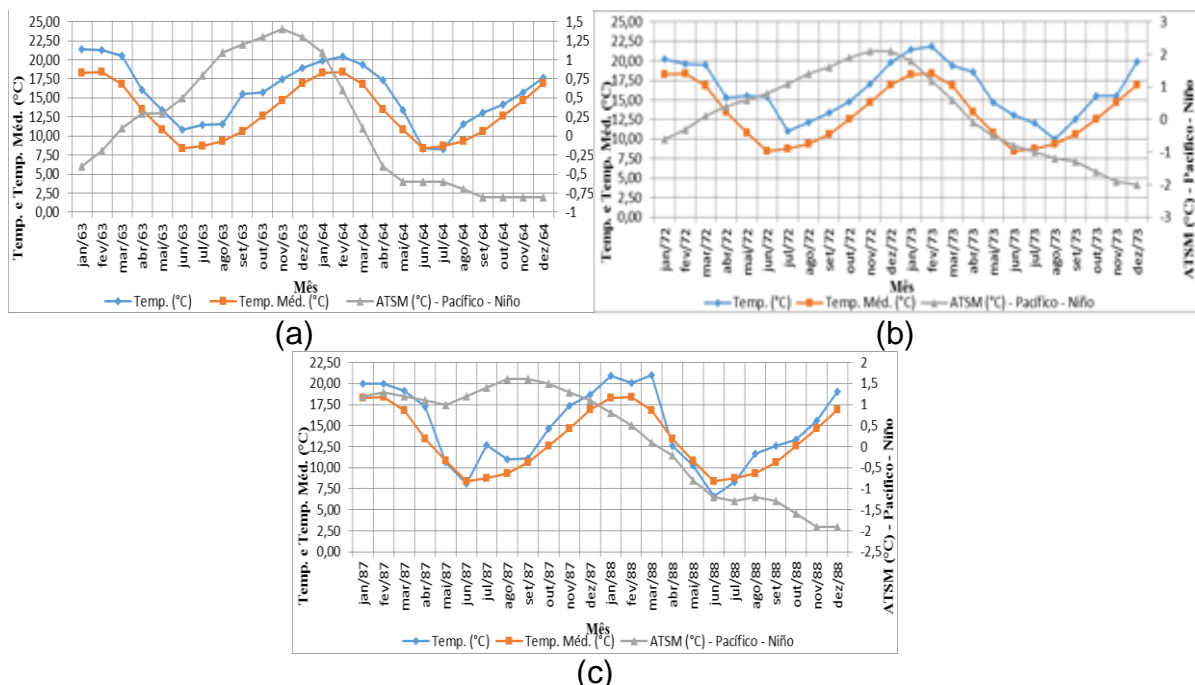 Temp. e Temp. Méd. (°C)
25,00
22,50
20,00
17,50
15,00
12,50
10,00
7,50
5,00
2,50
0,00
1,5
1,25
1
0,75
0,5
0,25
0
-0,25
-0,5
-0,75
-1
jan/63
fev/63
mar/63
abr/63
mai/63
jun/63
jul/63
ago/63
set/63
out/63
nov/63
dez/63
jan/64
fev/64
mar/64
abr/64
mai/64
jun/64
jul/64
ago/64
set/64
out/64
nov/64
dez/64
Mês
Temp. (°C) Temp. Méd. (°C) ATSM (°C) - Pacífico - Niño
(a)
Temp. e Temp. Méd. (°C)
25,00
22,50
20,00
17,50
15,00
12,50
10,00
7,50
5,00
2,50
0,00
3
2
1
0
-1
-2
-3
ATSM (°C) - Pacífico - Niño
jan/72
fev/72
mar/72
abr/72
mai/72
jun/72
jul/72
ago/72
set/72
out/72
nov/72
dez/72
jan/73
fev/73
mar/73
abr/73
mai/73
jun/73
jul/73
ago/73
set/73
out/73
nov/73
dez/73
Mês
Temp. (°C) Temp. Méd. (°C) ATSM (°C) - Pacífico - Niño
(b)
Temp. e Temp. Méd. (°C)
22,50
20,00
17,50
15,00
12,50
10,00
7,50
5,00
2,50
0,00
2
1,5
1
0,5
0
-0,5
-1
-1,5
-2
-2,5
ATSM (°C) - Pacífico - Niño
jan/87
fev/87
mar/87
abr/87
mai/87
jun/87
jul/87
ago/87
set/87
out/87
nov/87
dez/87
jan/88
fev/88
mar/88
abr/88
mai/88
jun/88
jul/88
ago/88
set/88
out/88
nov/88
dez/88
Mês
Temp. (°C) Temp. Méd. (°C) ATSM (°C) - Pacífico - Niño
(c)